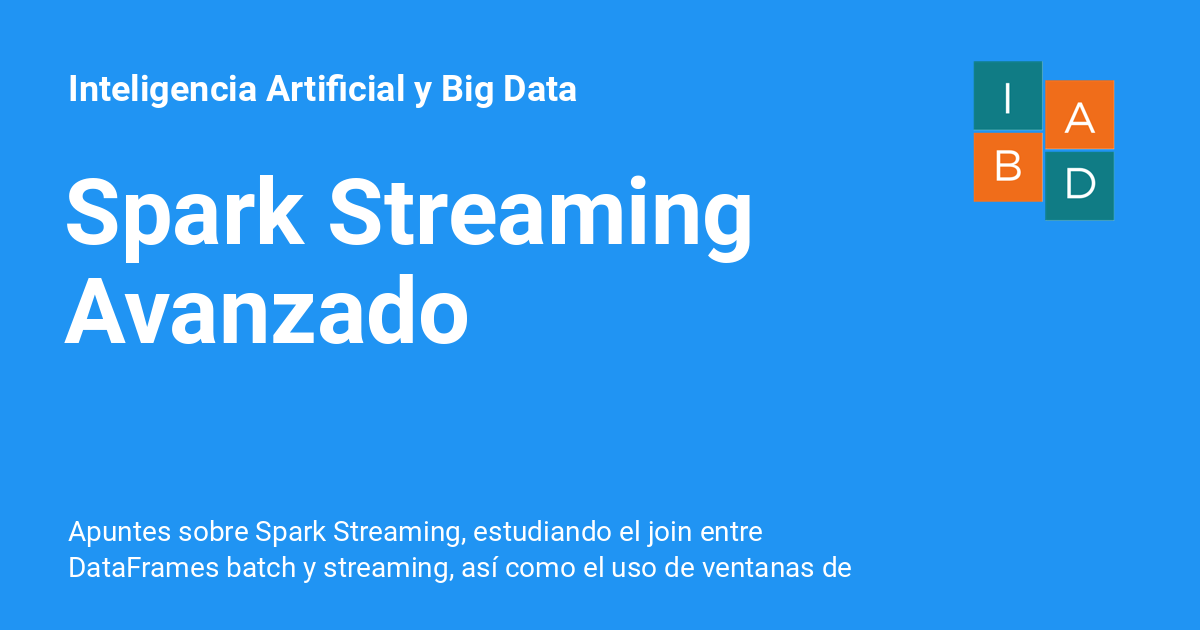 Inteligencia Artificial y Big Data
I A
B D
Spark Streaming
Avanzado
Apuntes sobre Spark Streaming, estudiando el join entre
DataFrames batch y streaming, así como el uso de ventanas de